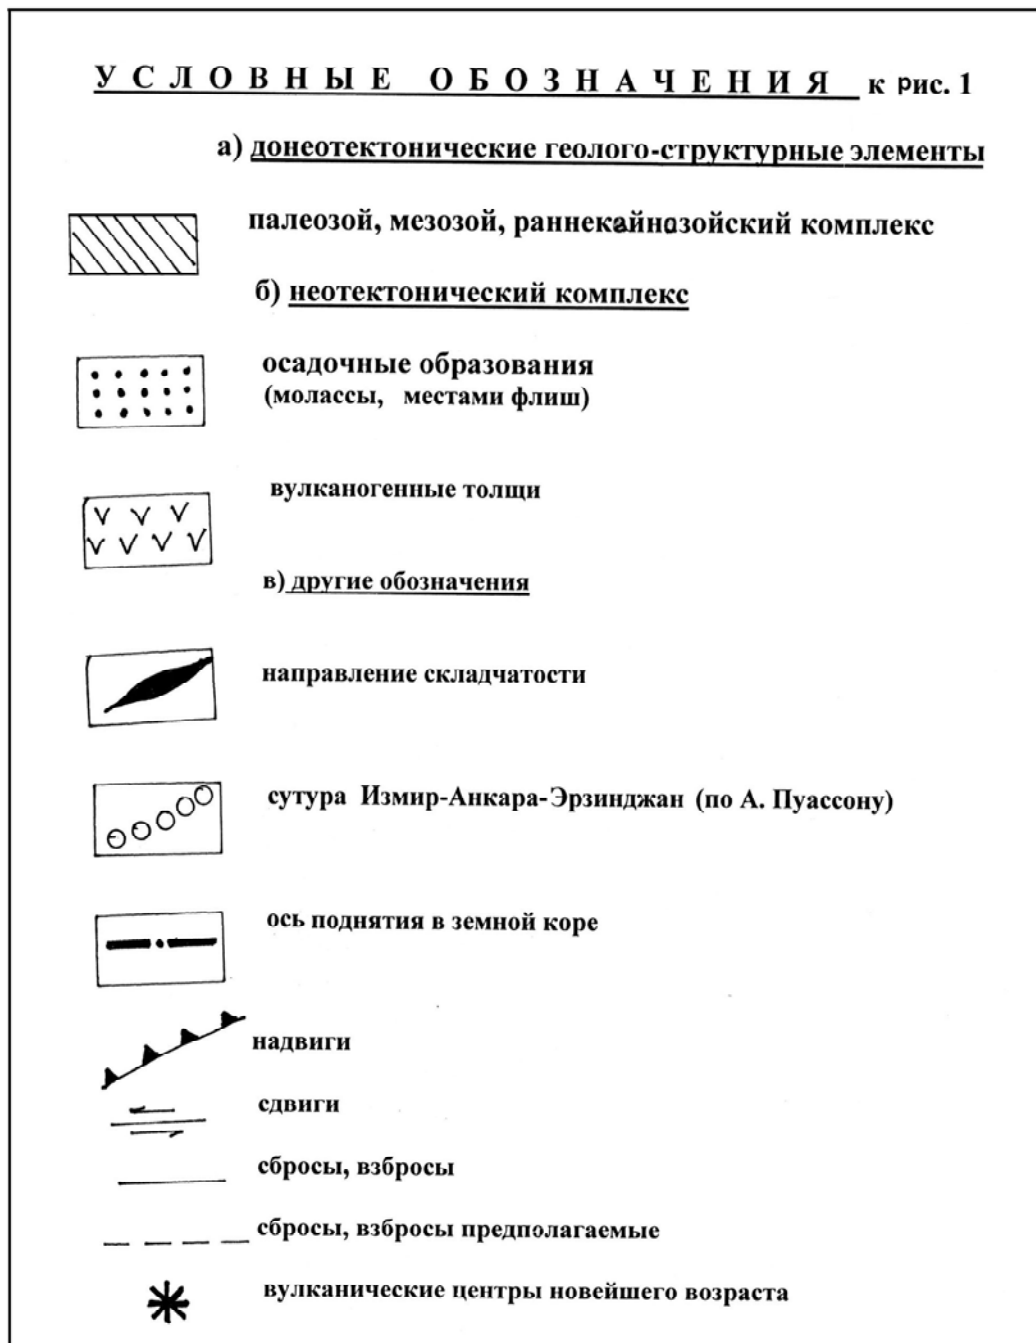 УСЛОВНЫЕ ОБОЗНАЧЕНИЯ к рис. 1
а) донеотектонические геолого-структурные элементы
палеозой, мезозой, раннекайнозойский комплекс
б) неотектонический комплекс
осадочные образования
(молассы, местами флиш)
вулканогенные толщи
в) другие обозначения
направление складчатости
сутура Измир-Анкара-Эрзинджан (по А. Пуассону)
ось поднятия в земной коре
надвиги
сдвиги
сбросы, взбросы
сбросы, взбросы предполагаемые
вулканические центры новейшего возраста